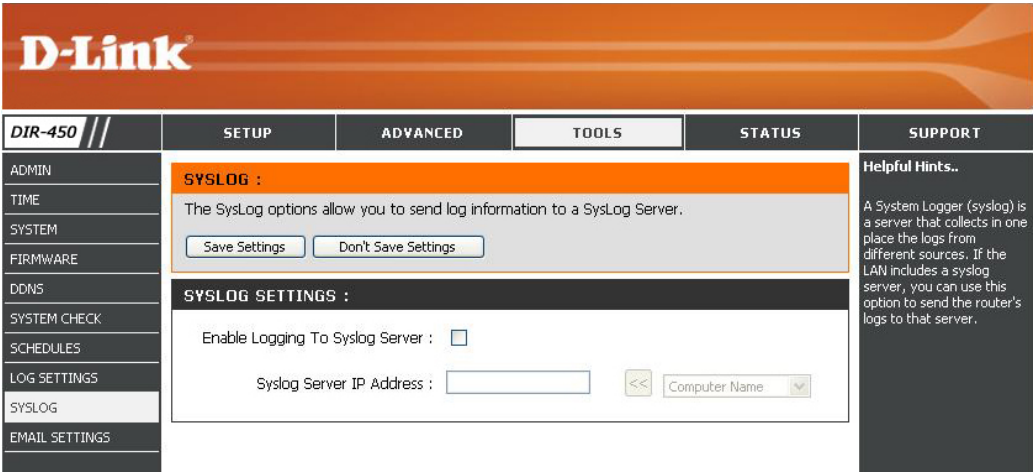 D-Link
DIR-450
SETUP
ADVANCED
TOOLS
STATUS
SUPPORT
ADMIN
TIME
SYSTEM
FIRMWARE
DDNS
SYSTEM CHECK
SCHEDULES
LOG SETTINGS
SYSLOG
EMAIL SETTINGS
SYSLOG :
The SysLog options allow you to send log information to a SysLog Server.
Save Settings
Don't Save Settings
SYSLOG SETTINGS :
Enable Logging To Syslog Server :
Syslog Server IP Address :
<<
Computer Name
Helpful Hints..
A System Logger (syslog) is
a server that collects in one
place the logs from
different sources. If the
LAN includes a syslog
server, you can use this
option to send the router's
logs to that server.